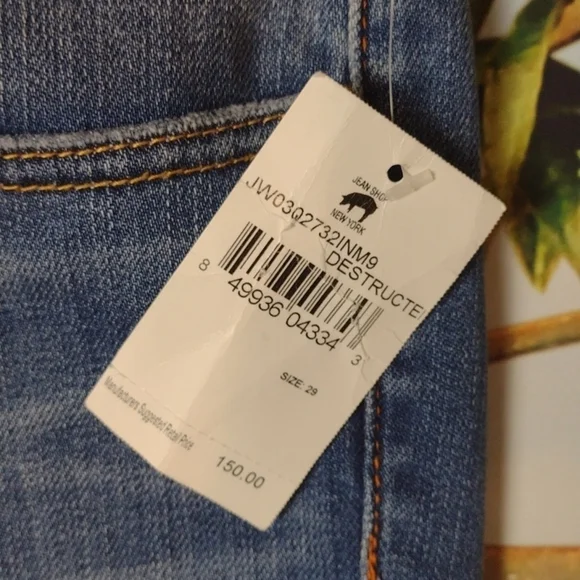 JEAN SHOP
NEW YORK
JW03Q2732INM9
DESTRUCTE
8 49936 04334 3
SIZE: 29
Manufacturers Suggested Retail Price
150.00